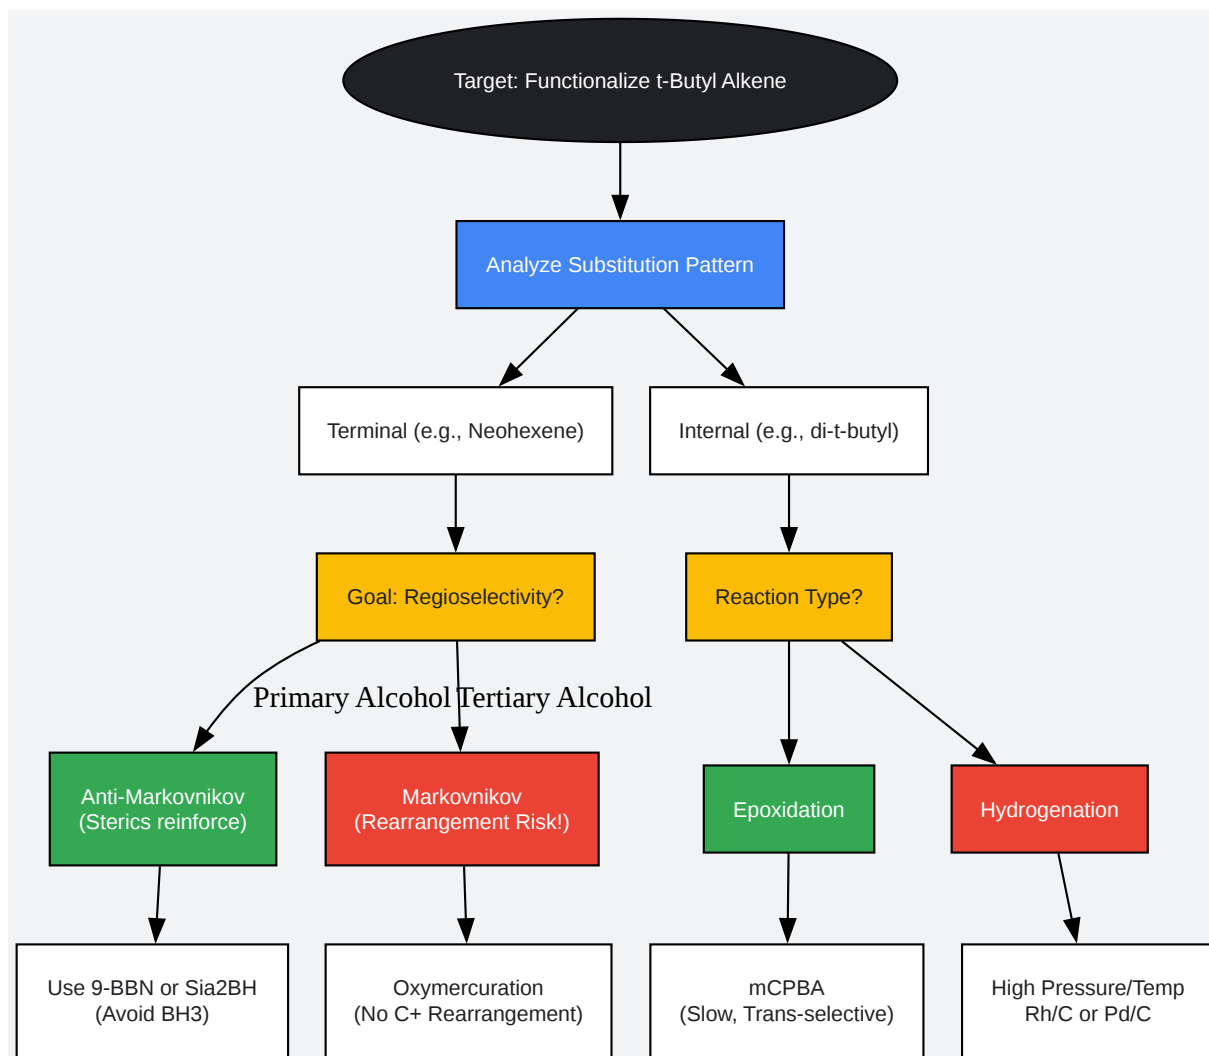 Target: Functionalize t-Butyl Alkene
Analyze Substitution Pattern
Terminal (e.g., Neohexene)
Internal (e.g., di-t-butyl)
Goal: Regioselectivity?
Reaction Type?
Primary Alcohol
Tertiary Alcohol
Anti-Markovnikov
(Sterics reinforce)
Markovnikov
(Rearrangement Risk!)
Epoxidation
Hydrogenation
Use 9-BBN or Sia2BH
(Avoid BH3)
Oxymercuration
(No C+ Rearrangement)
mCPBA
(Slow, Trans-selective)
High Pressure/Temp
Rh/C or Pd/C